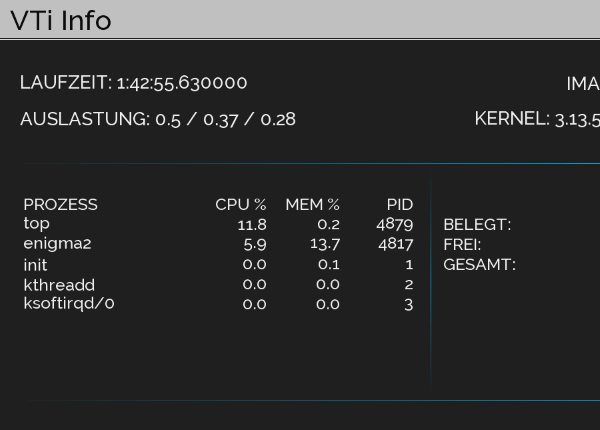 VTi Info
LAUFZEIT: 1:42:55.630000
IMA
AUSLASTUNG: 0.5 / 0.37 / 0.28
KERNEL: 3.13.5
PROZESS CPU % MEM % PID
top 11.8 0.2 4879
enigma2 5.9 13.7 4817
init 0.0 0.1 1
kthreadd 0.0 0.0 2
ksoftirqd/0 0.0 0.0 3
BELEGT:
FREI:
GESAMT: